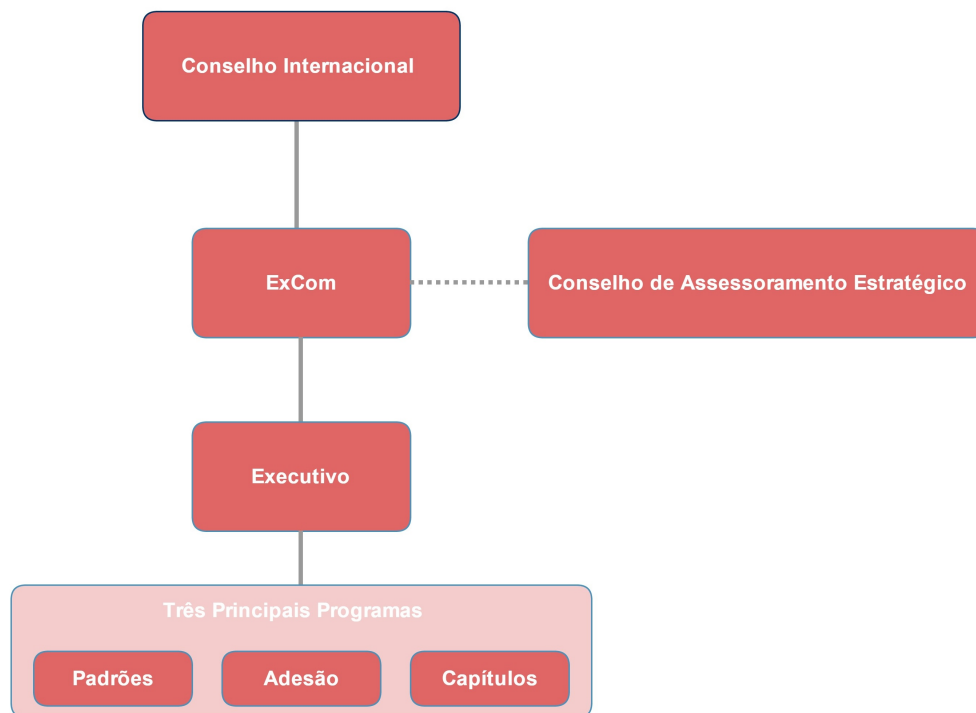 Conselho Internacional
ExCom
Conselho de Assessoramento Estratégico
Executivo
Três Principais Programas
Padrões
Adesão
Capítulos